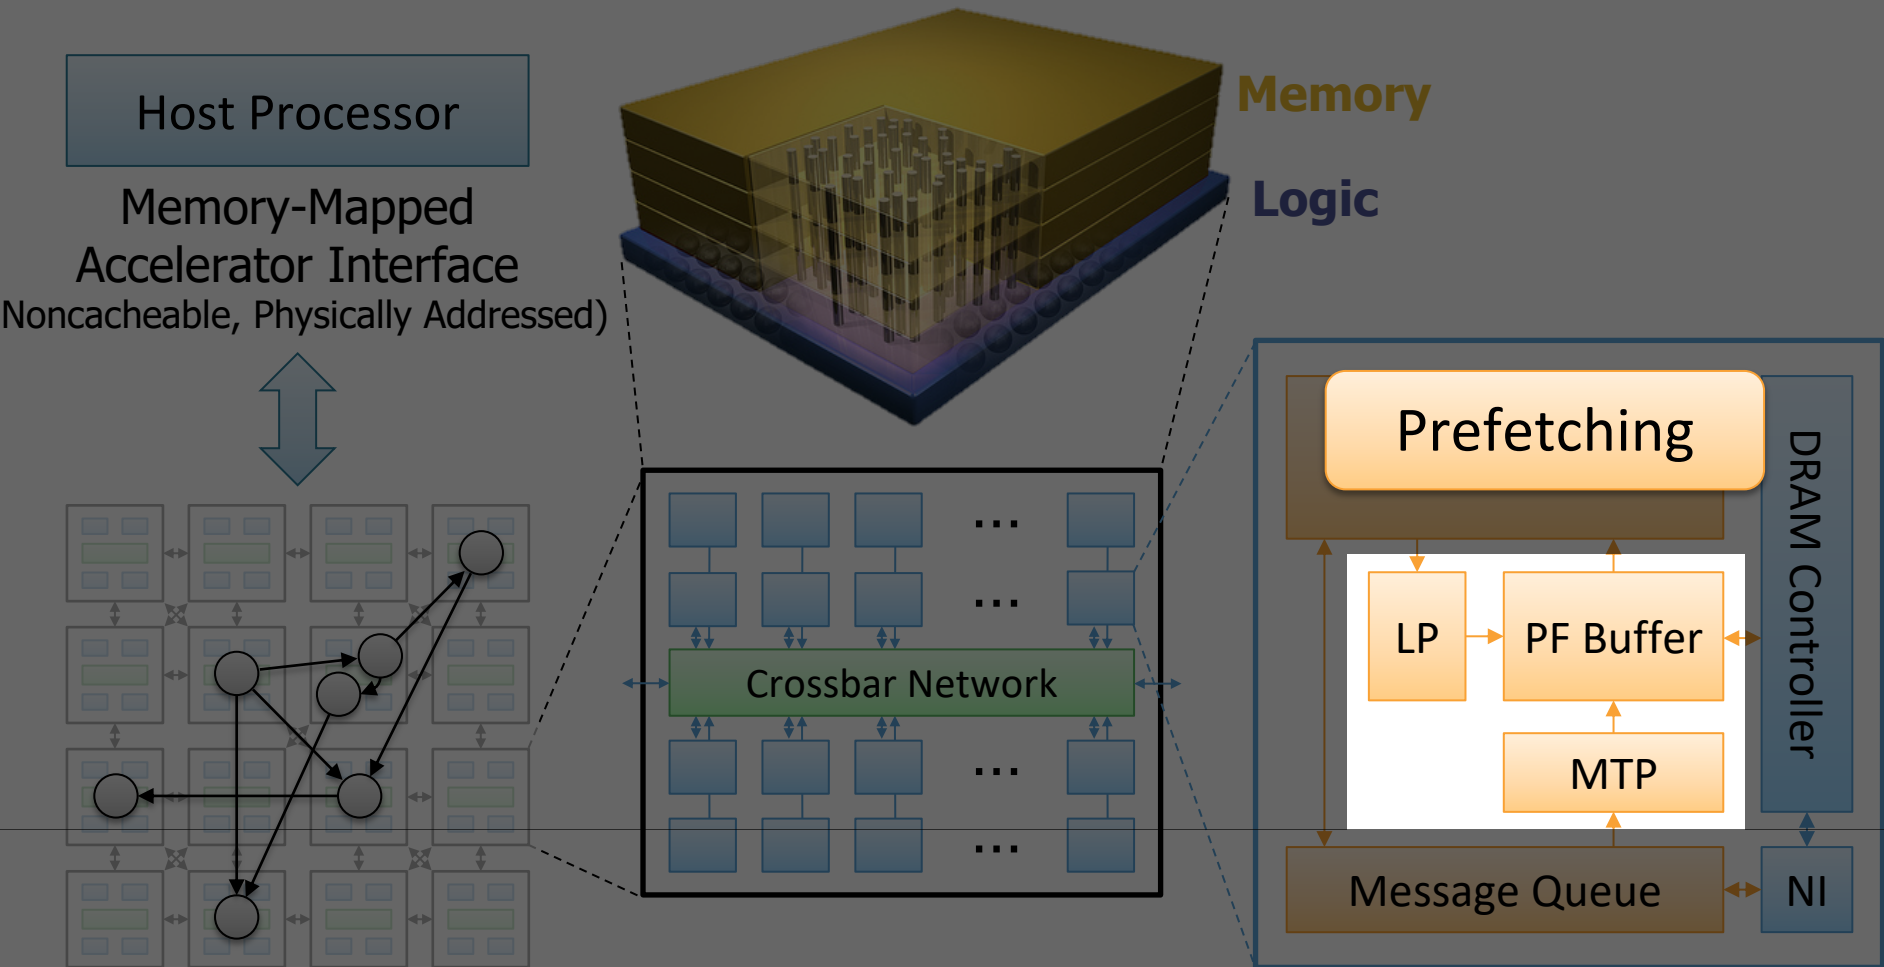 Host Processor
Memory-Mapped
Accelerator Interface
Noncacheable, Physically Addressed)
Memory
Logic
...
...
Crossbar Network
...
...
Prefetching
DRAM Controller
LP
PF Buffer
MTP
Message Queue
NI